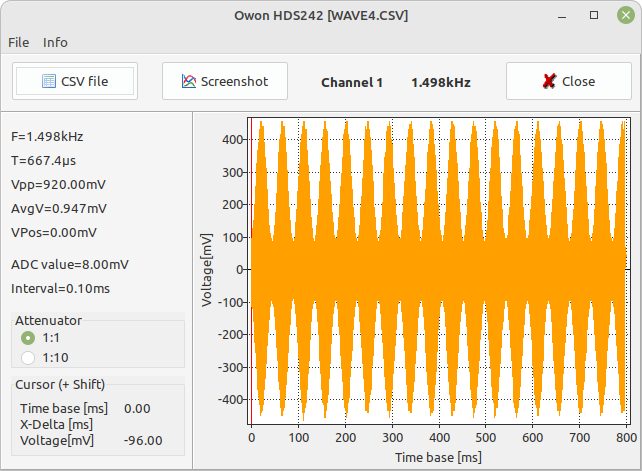 Owon HDS242 [WAVE4.CSV]
File Info
CSV file Screenshot Channel 1 1.498kHz Close
F=1.498kHz
T=667.4µs
Vpp=920.00mV
AvgV=0.947mV
VPos=0.00mV
ADC value=8.00mV
Interval=0.10ms
Attenuator
1:1
1:10
Cursor (+ Shift)
Time base [ms] 0.00
X-Delta [ms]
Voltage[mV] -96.00
Voltage[mV]
400
300
200
100
0
-100
-200
-300
-400
0 100 200 300 400 500 600 700 800
Time base [ms]